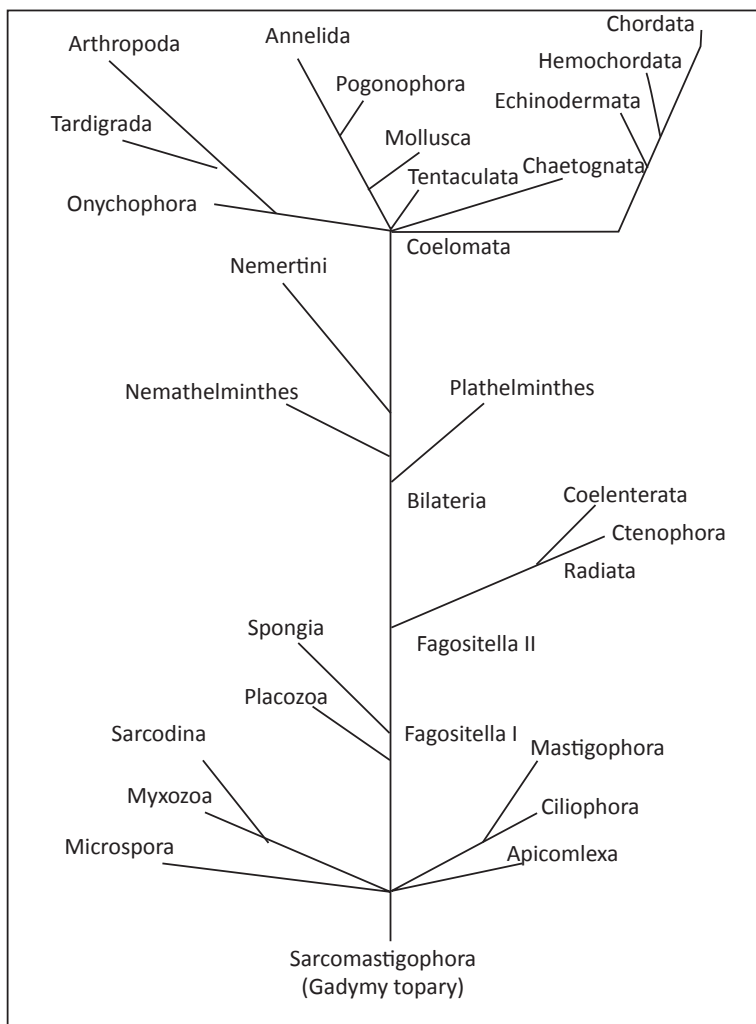 Chordata
Annelida
Arthropoda
Hemochordata
Pogonophora
Echinodermata
Tardigrada
Mollusca
Chaetognata
Tentaculata
Onychophora
Coelomata
Nemertini
Nemathelminthes
Plathelminthes
Bilateria
Coelenterata
Ctenophora
Radiata
Spongia
Fagositella II
Placozoa
Sarcodina
Fagositella I
Mastigophora
Myxozoa
Ciliophora
Microspora
Apicomlexa
Sarcomastigophora
(Gadymy topary)